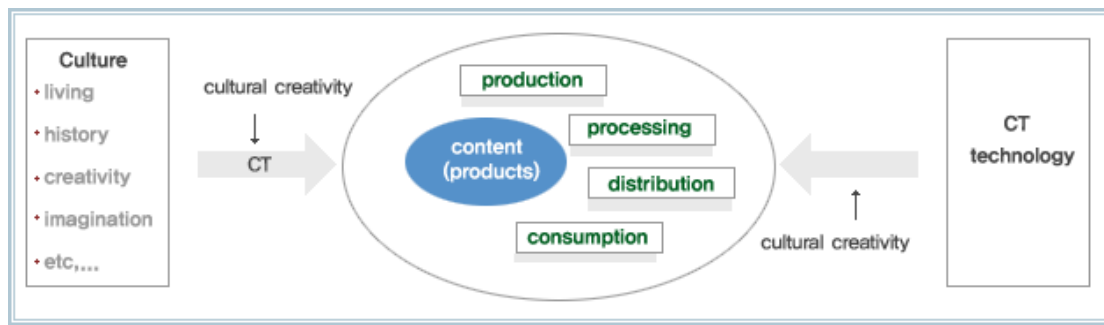 Culture
living
history
creativity
imagination
etc,...
cultural creativity
CT
production
processing
content
(products)
distribution
consumption
cultural creativity
CT
technology